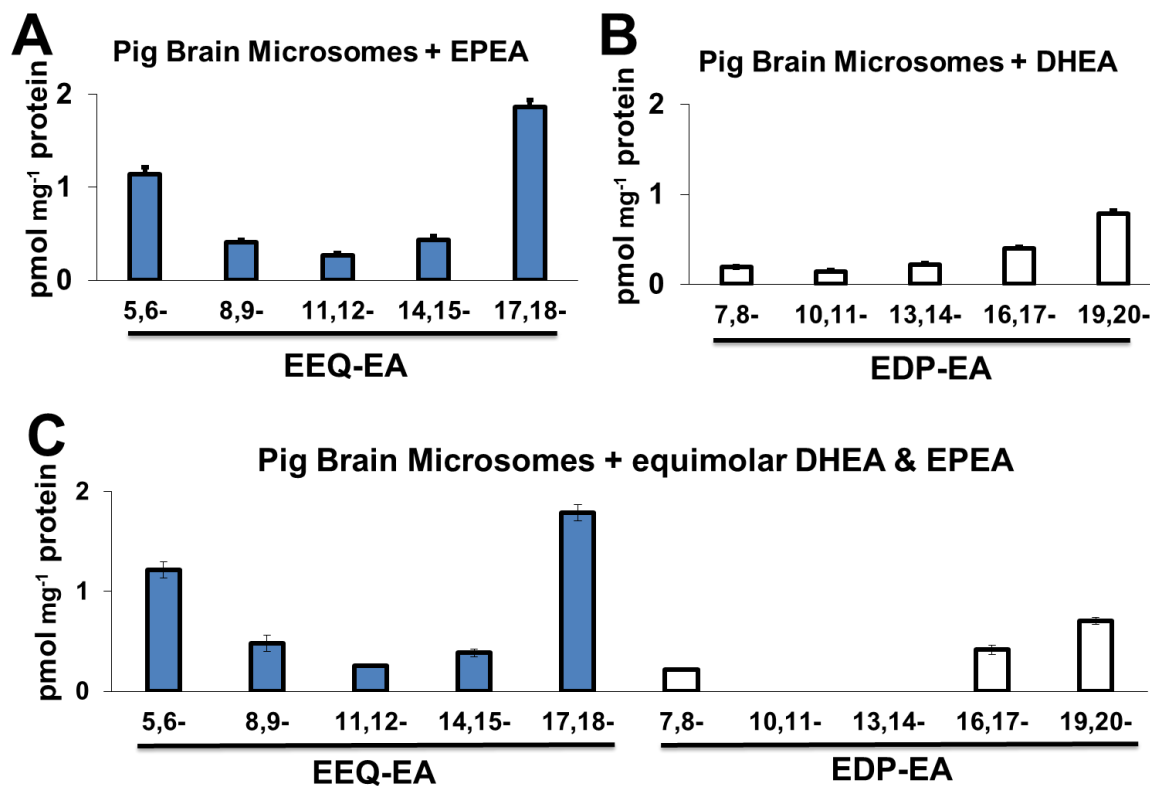 A
Pig Brain Microsomes + EPEA
pmol mg-1 protein
2
1
0
5,6- 8,9- 11,12- 14,15- 17,18-
EEQ-EA
B
Pig Brain Microsomes + DHEA
pmol mg-1 protein
2
1
0
7,8- 10,11- 13,14- 16,17- 19,20-
EDP-EA
C
Pig Brain Microsomes + equimolar DHEA & EPEA
pmol mg-1 protein
2
1
0
5,6- 8,9- 11,12- 14,15- 17,18- 7,8- 10,11- 13,14- 16,17- 19,20-
EEQ-EA EDP-EA